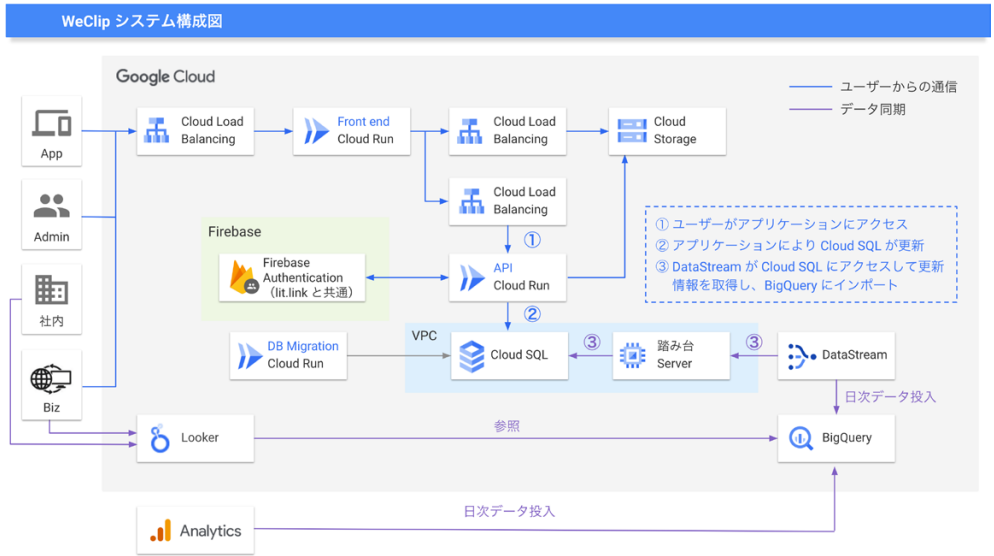 WeClip システム構成図
Google Cloud
ユーザーからの通信
データ同期
App
Cloud Load
Balancing
Front end
Cloud Run
Cloud Load
Balancing
Cloud
Storage
Admin
Cloud Load
Balancing
①
① ユーザーがアプリケーションにアクセス
② アプリケーションにより Cloud SQL が更新
③ DataStream が Cloud SQL にアクセスして更新
情報を取得し、BigQuery にインポート
Firebase
Firebase
Authentication
(lit.link と共通)
API
Cloud Run
社内
②
VPC
DB Migration
Cloud Run
Cloud SQL
③
踏み台
Server
③
DataStream
Biz
日次データ投入
Looker
参照
BigQuery
日次データ投入
Analytics